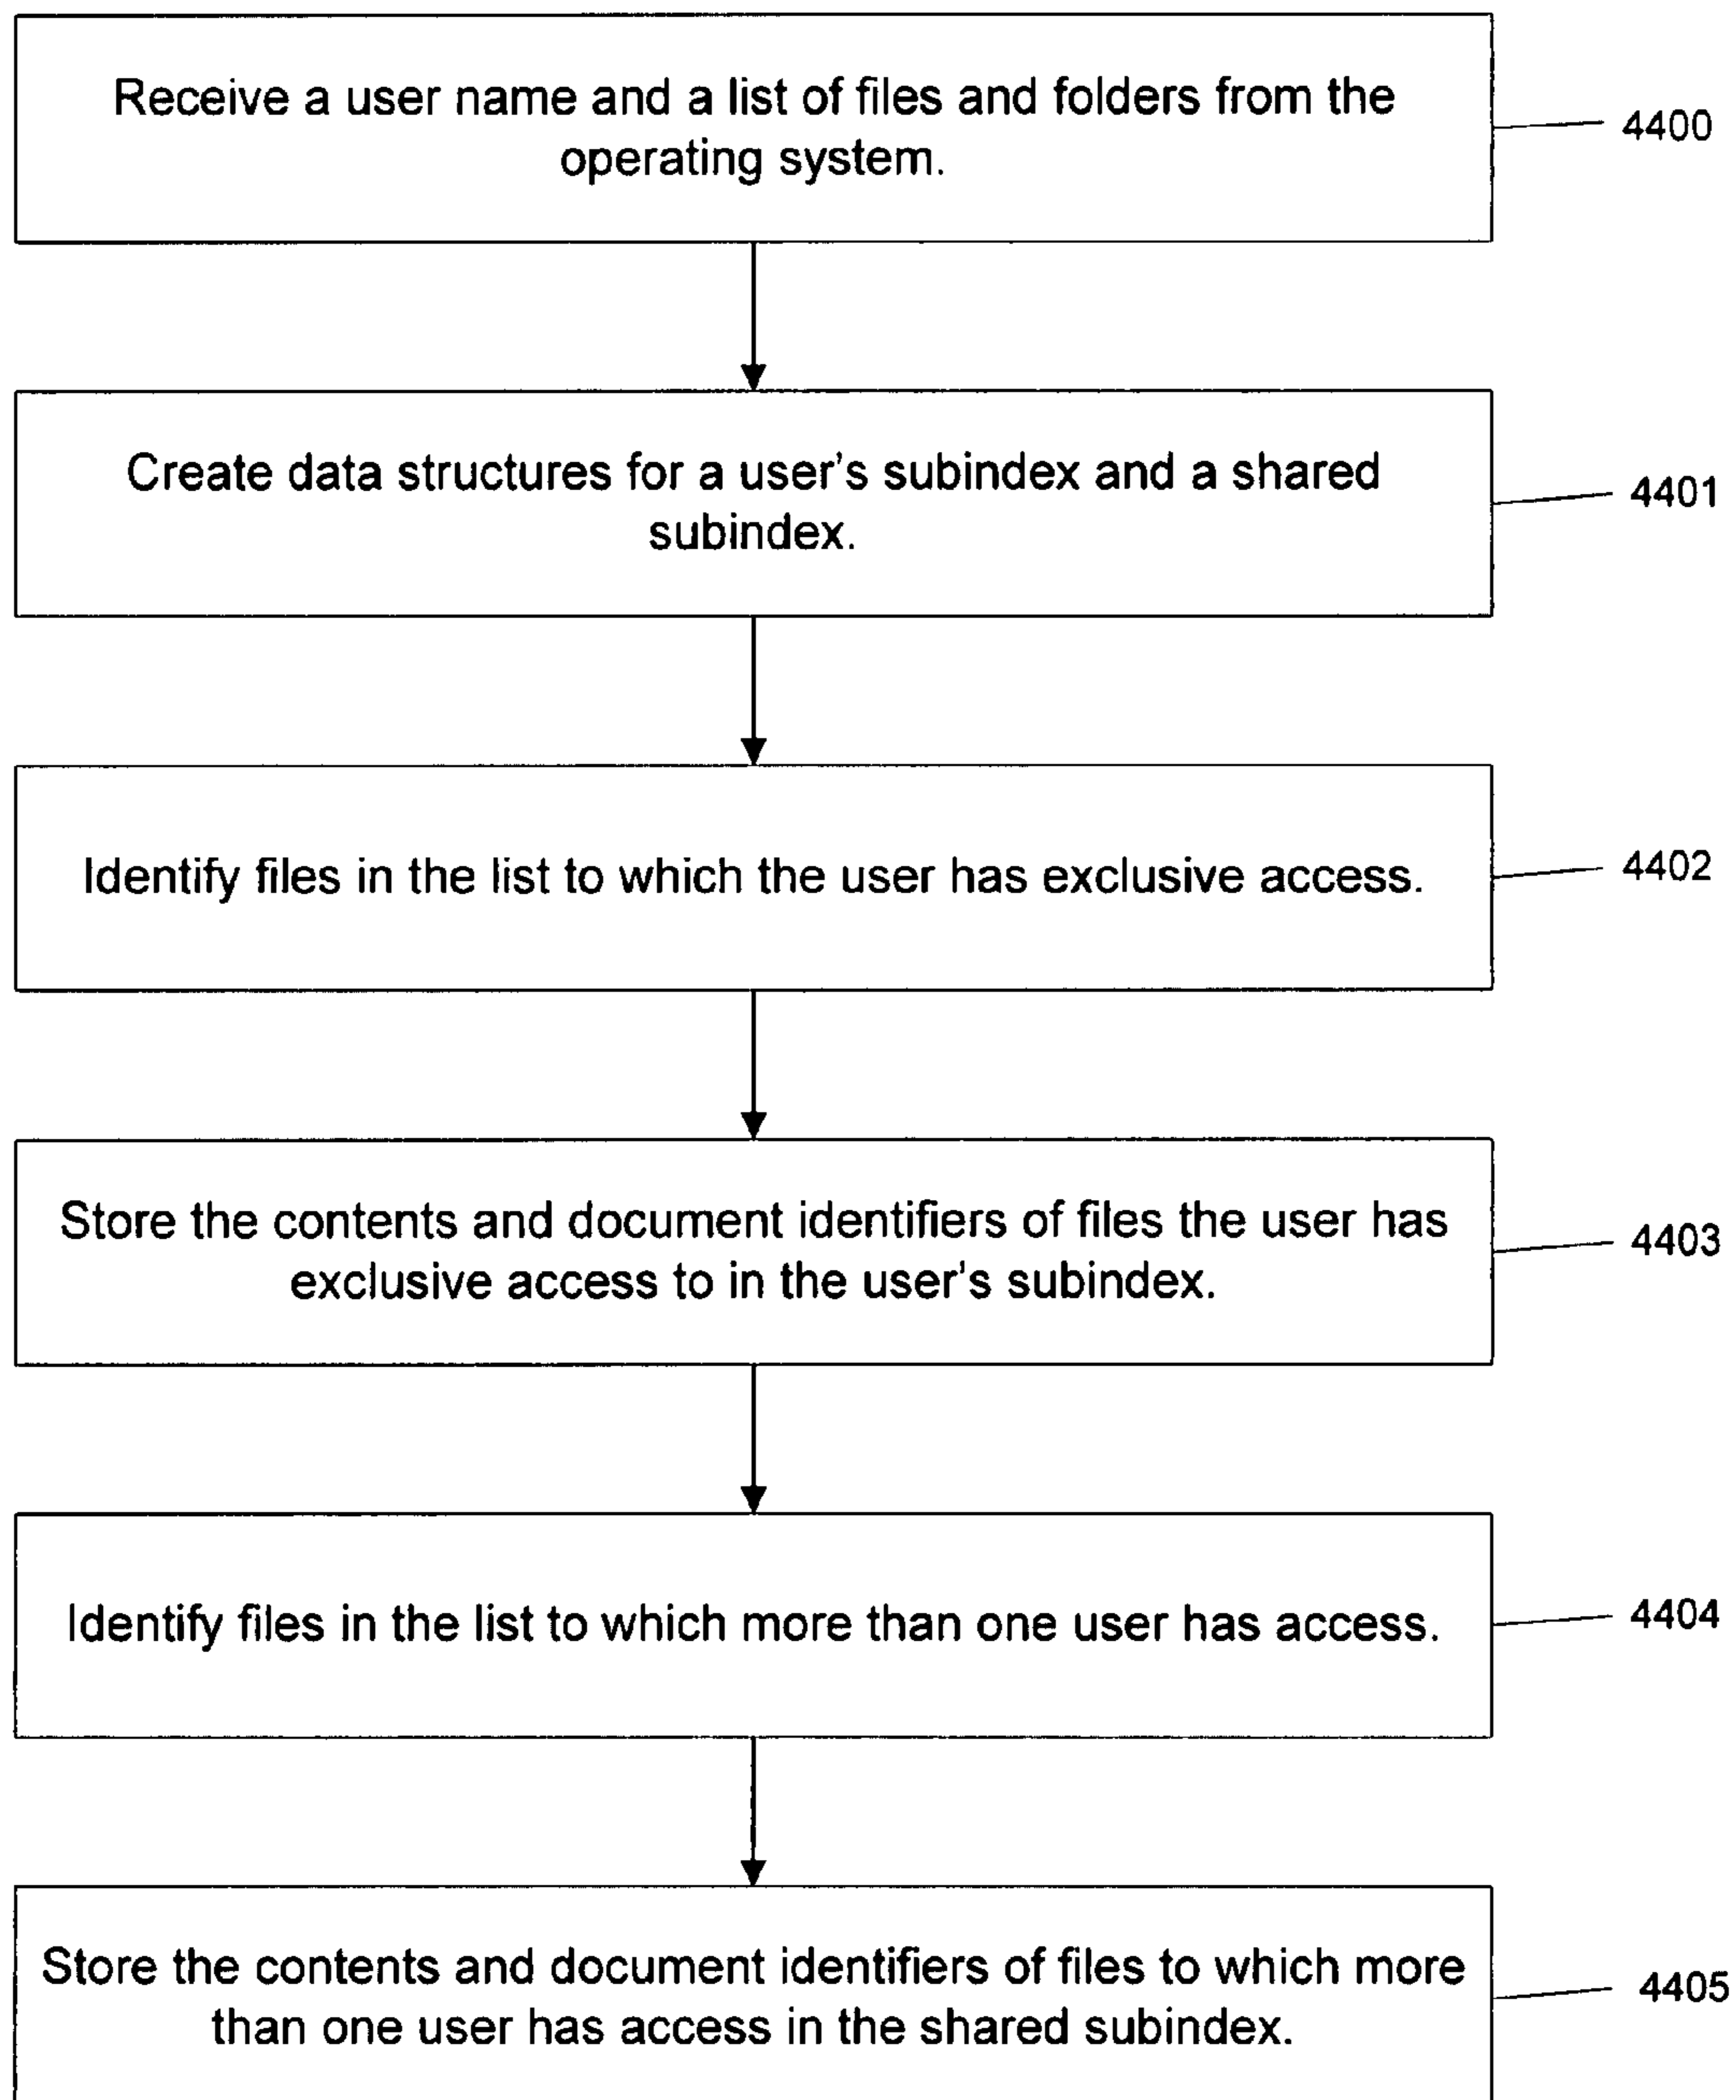 Receive a user name and a list of files and folders from the
operating system.
4400
Create data structures for a user's subindex and a shared
subindex.
4401
Identify files in the list to which the user has exclusive access.
4402
Store the contents and document identifiers of files the user has
exclusive access to in the user's subindex.
4403
Identify files in the list to which more than one user has access.
4404
Store the contents and document identifiers of files to which more
than one user has access in the shared subindex.
4405